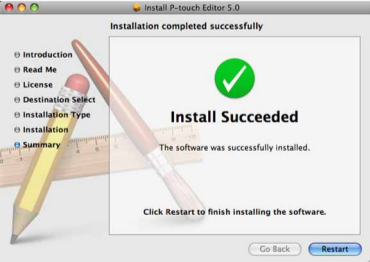 Install P-touch Editor 5.0
Installation completed successfully
Introduction
Read Me
License
Destination Select
Installation Type
Installation
Summary
Install Succeeded
The software was successfully installed.
Click Restart to finish installing the software.
Go Back
Restart